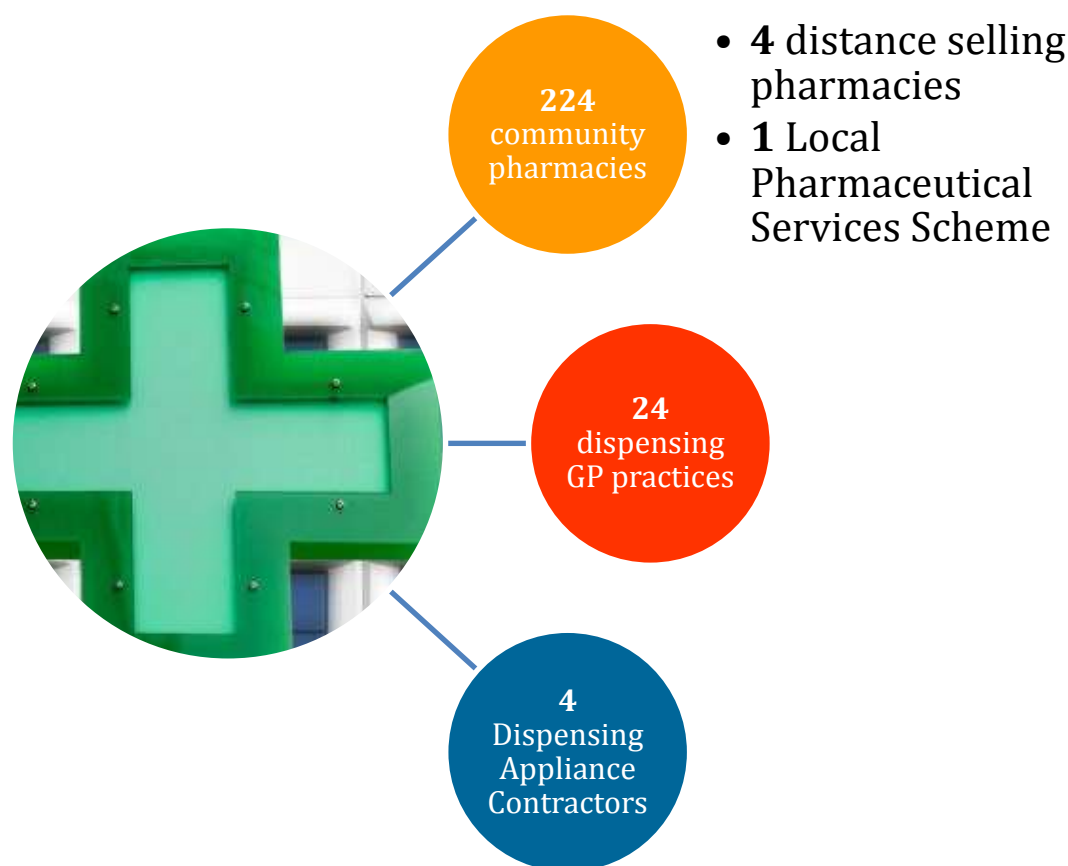 224
community
pharmacies
• 4 distance selling
pharmacies
• 1 Local
Pharmaceutical
Services Scheme
24
dispensing
GP practices
4
Dispensing
Appliance
Contractors